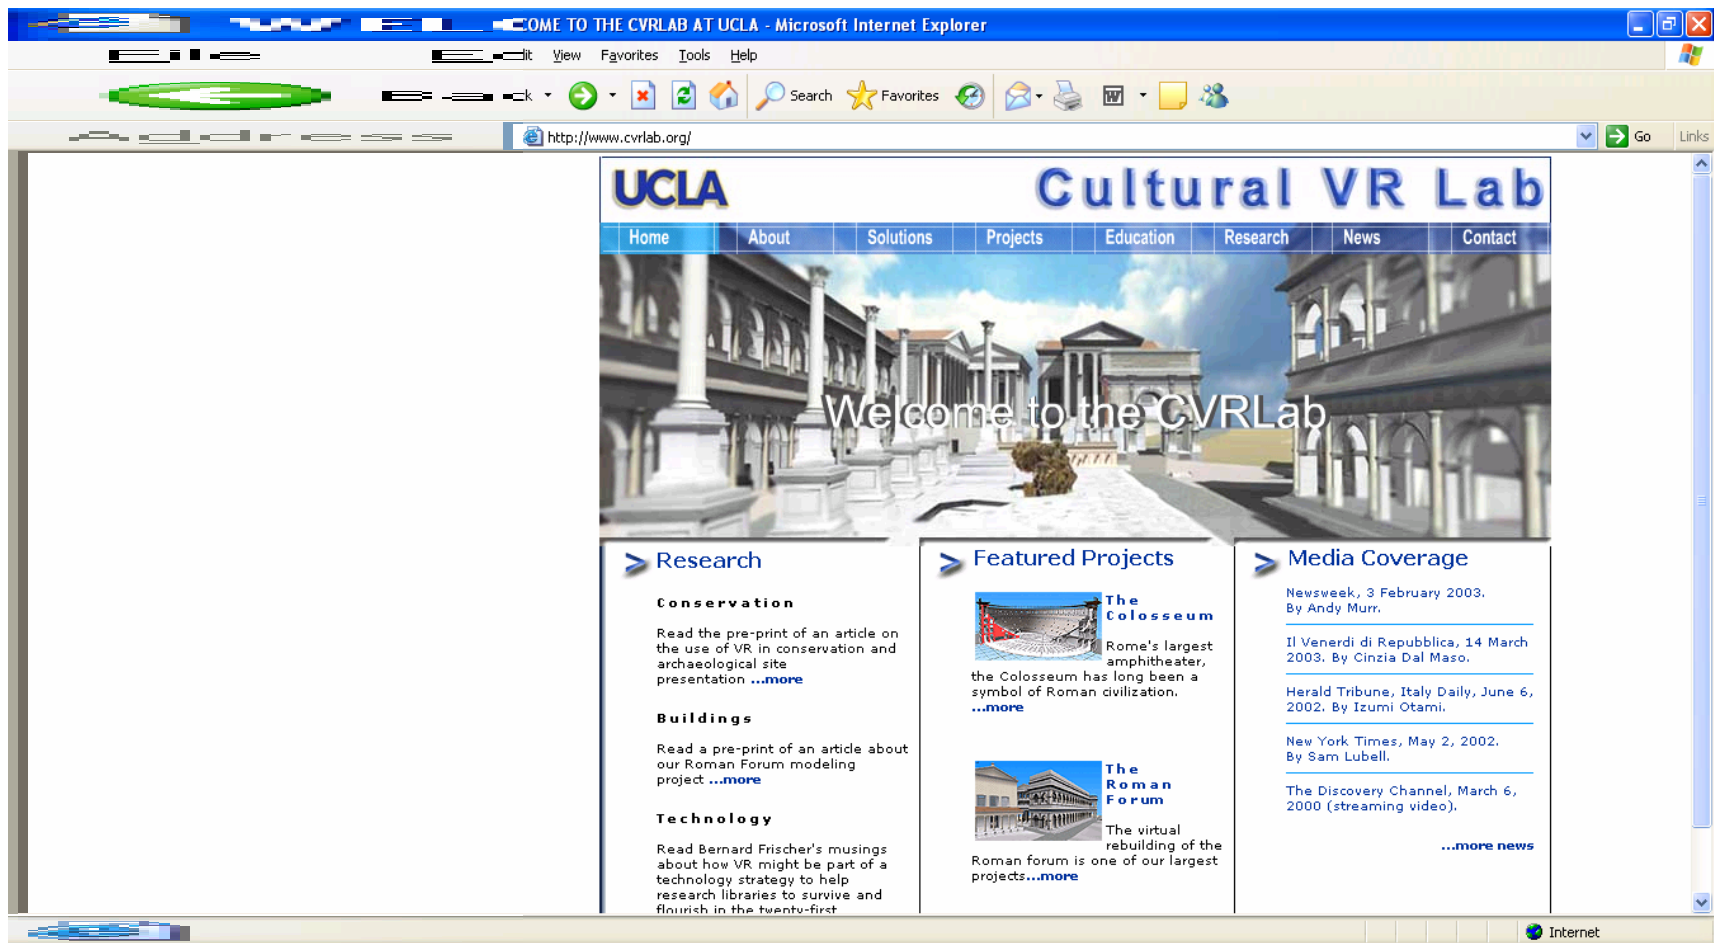 COME TO THE CVRLAB AT UCLA - Microsoft Internet Explorer
View Favorites Tools Help
Search Favorites
Address http://www.cvrlab.org/ Go Links
UCLA Cultural VR Lab
Home About Solutions Projects Education Research News Contact
Welcome to the CVRLab
Research
Conservation
Read the pre-print of an article on
the use of VR in conservation and
archaeological site
presentation ...more
Buildings
Read a pre-print of an article about
our Roman Forum modeling
project ...more
Technology
Read Bernard Frischer's musings
about how VR might be part of a
technology strategy to help
research libraries to survive and
flourish in the twenty-first
Featured Projects
The
Colosseum
Rome's largest
amphitheater,
the Colosseum has long been a
symbol of Roman civilization.
...more
The
Roman
Forum
The virtual
rebuilding of the
Roman forum is one of our largest
projects...more
Media Coverage
Newsweek, 3 February 2003.
By Andy Murr.
Il Venerdi di Repubblica, 14 March
2003. By Cinzia Dal Maso.
Herald Tribune, Italy Daily, June 6,
2002. By Izumi Otami.
New York Times, May 2, 2002.
By Sam Lubell.
The Discovery Channel, March 6,
2000 (streaming video).
...more news
Internet